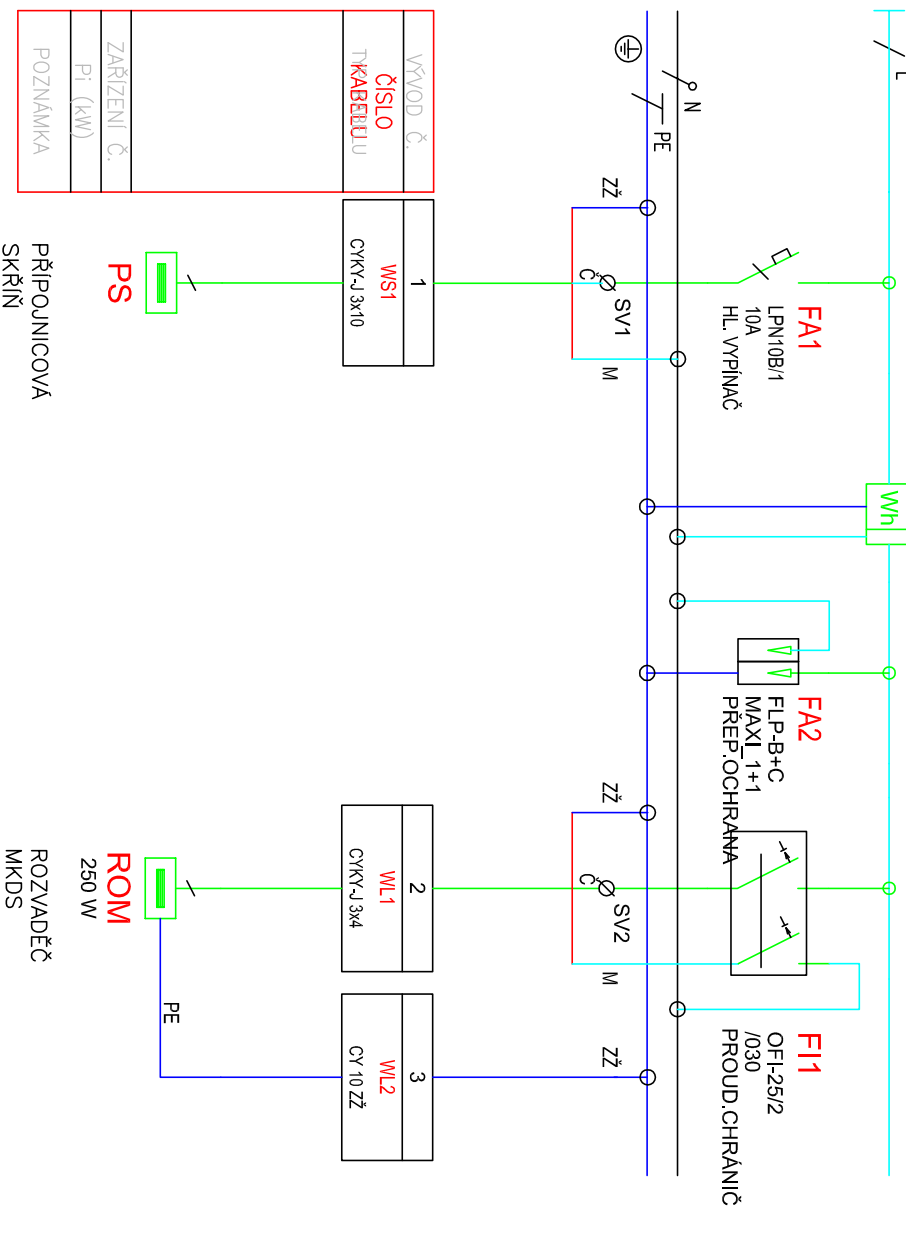 L
N
PE
FA1
LPN10B/1
10A
HL. VYPÍNAČ
Wh
FA2
FLP-B+C
MAXI_1+1
PŘEP.OCHRANA
FI1
OFI-25/2
/030
PROUD.CHRÁNIČ
ZŽ
Č
SV1
M
ZŽ
Č
SV2
M
ZŽ
VÝVOD Č.
ČÍSLO
KABELU
TYP KABELU
ZAŘÍZENÍ Č.
Pi (kW)
POZNÁMKA
1
WS1
CYKY-J 3x10
2
WL1
CYKY-J 3x4
3
WL2
CY 10 ZŽ
PE
PS
PŘÍPOJNICOVÁ
SKŘÍŇ
ROM
250 W
ROZVADĚČ
MKDS